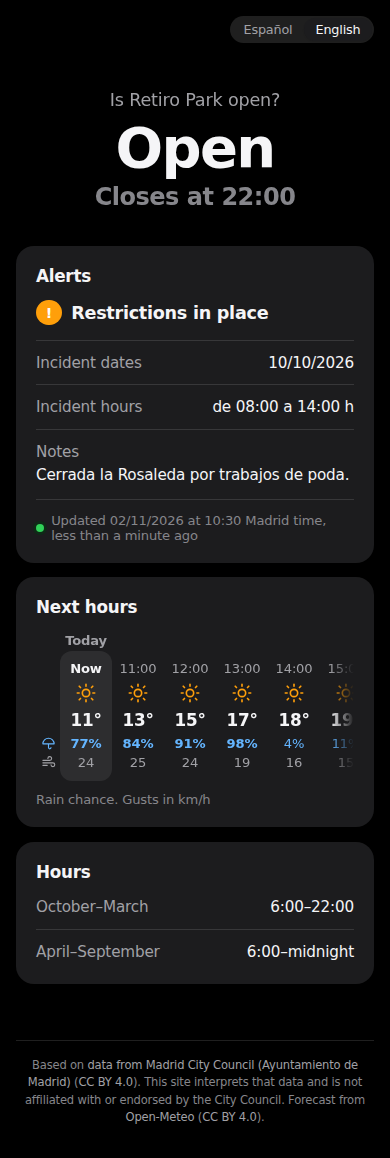 Español English
Is Retiro Park open?
Open
Closes at 22:00
Alerts
! Restrictions in place
Incident dates 10/10/2026
Incident hours de 08:00 a 14:00 h
Notes
Cerrada la Rosaleda por trabajos de poda.
Updated 02/11/2026 at 10:30 Madrid time,
less than a minute ago
Next hours
Today
Now 11:00 12:00 13:00 14:00
11° 13° 15° 17° 18°
77% 84% 91% 98% 4%
24 25 24 19 16
Rain chance. Gusts in km/h
Hours
October–March 6:00–22:00
April–September 6:00–midnight
Based on data from Madrid City Council (Ayuntamiento de
Madrid) (CC BY 4.0). This site interprets that data and is not
affiliated with or endorsed by the City Council. Forecast from
Open-Meteo (CC BY 4.0).